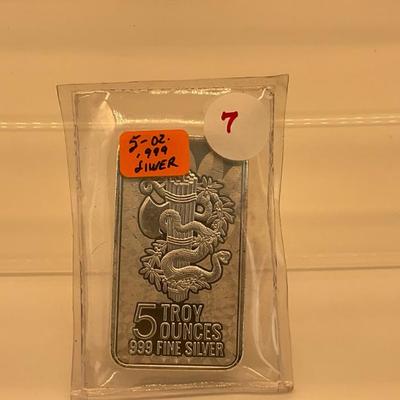 5-OZ.
.999
SILVER
7
5 TROY
OUNCES
999 FINE SILVER